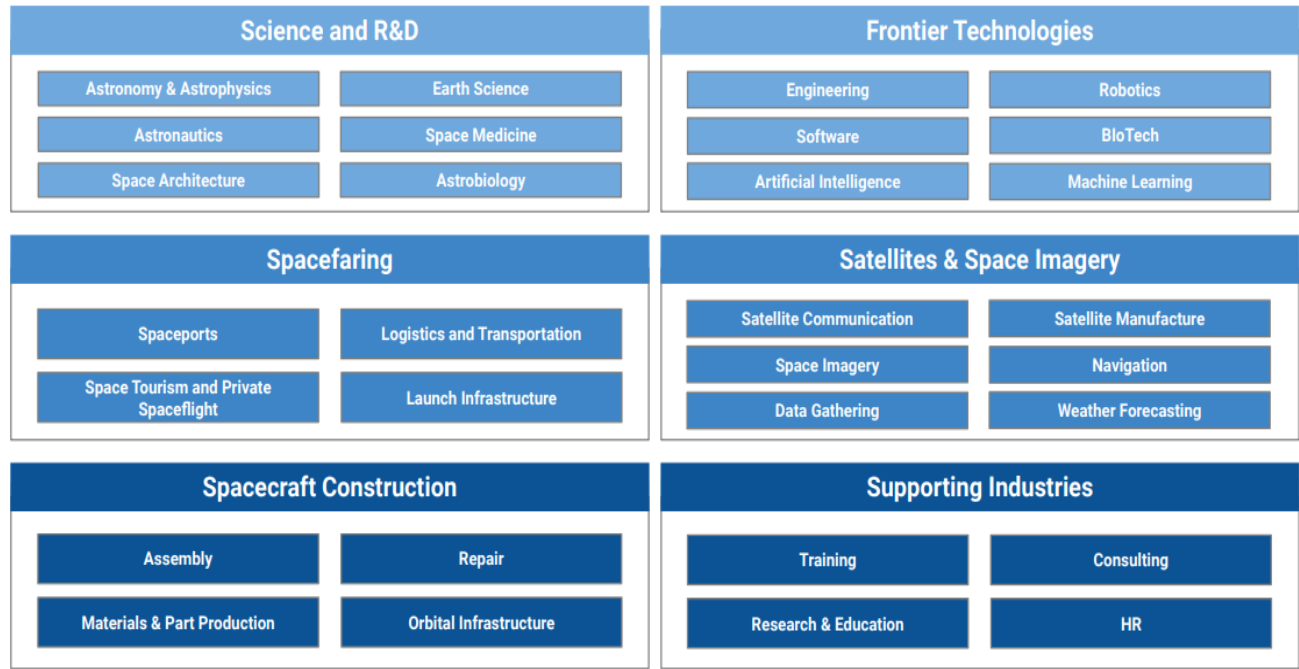 Science and R&D
Astronomy & Astrophysics
Earth Science
Astronautics
Space Medicine
Space Architecture
Astrobiology
Frontier Technologies
Engineering
Robotics
Software
BIoTech
Artificial Intelligence
Machine Learning
Spacefaring
Spaceports
Logistics and Transportation
Space Tourism and Private
Spaceflight
Launch Infrastructure
Satellites & Space Imagery
Satellite Communication
Satellite Manufacture
Space Imagery
Navigation
Data Gathering
Weather Forecasting
Spacecraft Construction
Assembly
Repair
Materials & Part Production
Orbital Infrastructure
Supporting Industries
Training
Consulting
Research & Education
HR